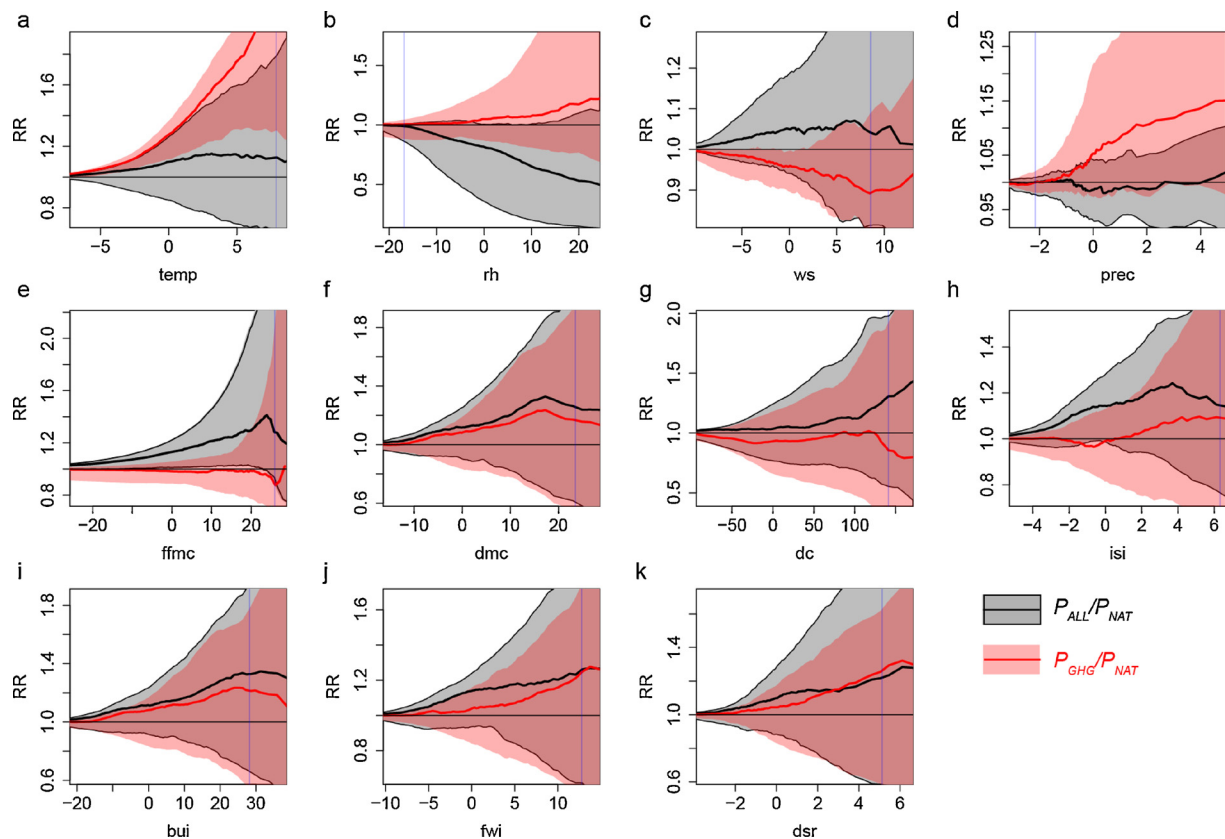 a
RR
0.8 1.2 1.6
−5 0 5
temp
b
RR
0.5 1.0 1.5
−20 −10 0 10 20
rh
c
RR
0.9 1.0 1.1 1.2
−5 0 5 10
ws
d
RR
0.95 1.05 1.15 1.25
−2 0 2 4
prec
e
RR
0.8 1.2 1.6 2.0
−20 0 10 20
ffmc
f
RR
0.6 1.0 1.4 1.8
−10 0 10 20
dmc
g
RR
0.5 1.0 1.5 2.0
−50 0 50 100
dc
h
RR
0.8 1.0 1.2 1.4
−4 −2 0 2 4 6
isi
i
RR
0.6 1.0 1.4 1.8
−20 0 10 20 30
bui
j
RR
0.8 1.2 1.6
−10 −5 0 5 10
fwi
k
RR
0.6 1.0 1.4
−2 0 2 4 6
dsr
P_ALL/P_NAT
P_GHG/P_NAT